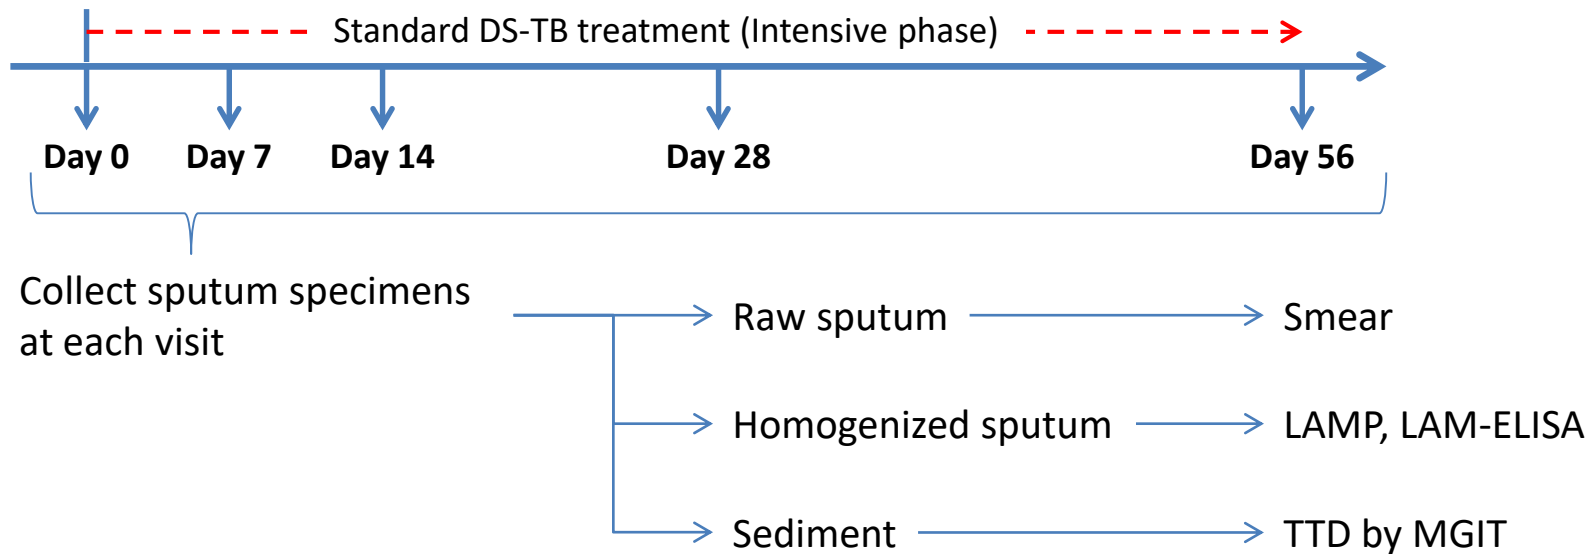 Standard DS-TB treatment (Intensive phase)
Day 0 Day 7 Day 14 Day 28 Day 56
Collect sputum specimens
at each visit
Raw sputum Smear
Homogenized sputum LAMP, LAM-ELISA
Sediment TTD by MGIT